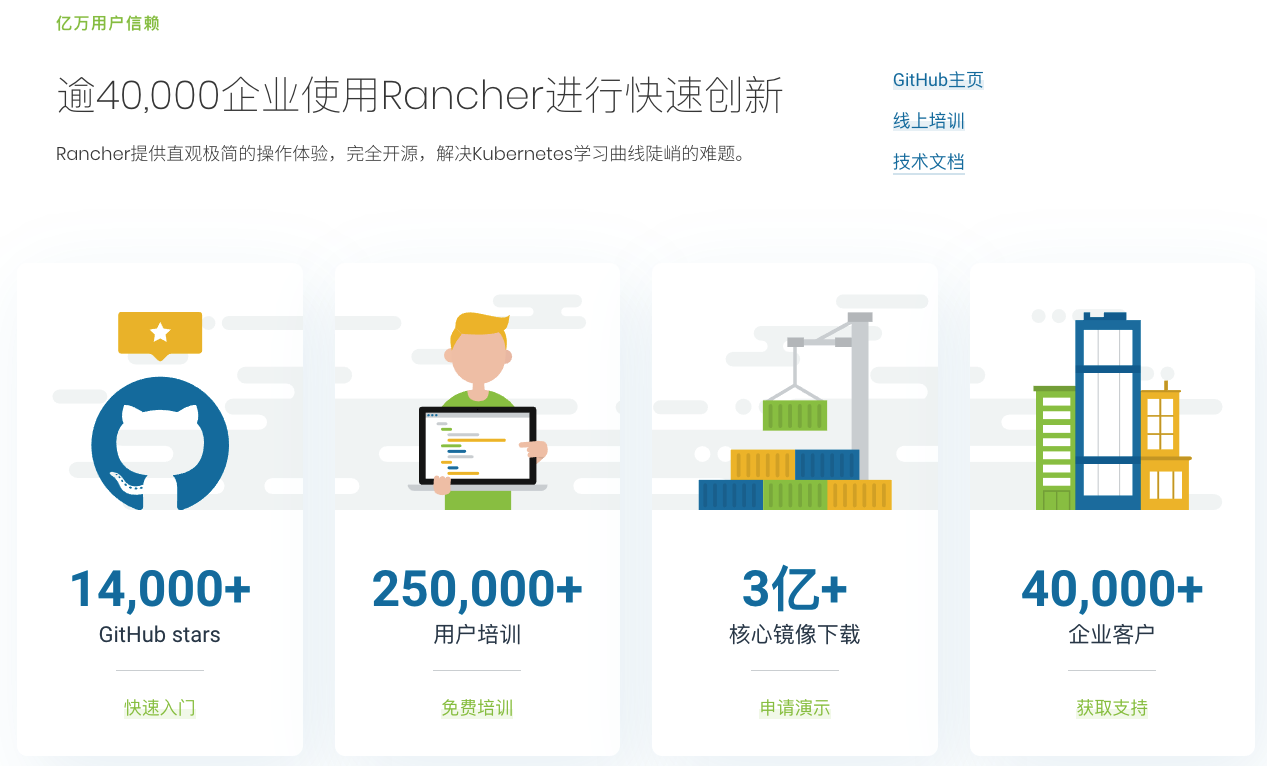 亿万用户信赖
逾40,000企业使用Rancher进行快速创新
Rancher提供直观极简的操作体验，完全开源，解决Kubernetes学习曲线陡峭的难题。
GitHub主页
线上培训
技术文档
14,000+
GitHub stars
快速入门
250,000+
用户培训
免费培训
3亿+
核心镜像下载
申请演示
40,000+
企业客户
获取支持